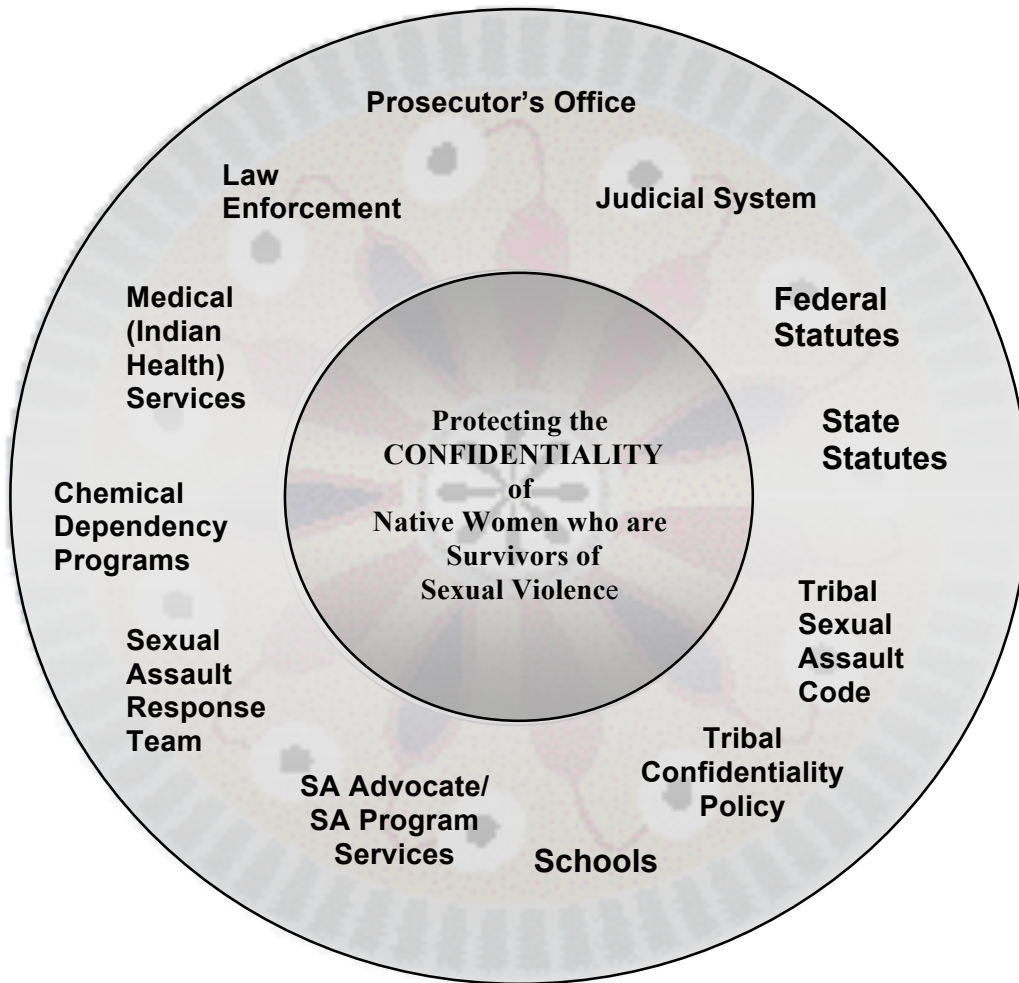 Prosecutor's Office
Law
Enforcement
Judicial System
Medical
(Indian
Health)
Services
Federal
Statutes
State
Statutes
Protecting the
CONFIDENTIALITY
of
Native Women who are
Survivors of
Sexual Violence
Chemical
Dependency
Programs
Tribal
Sexual
Assault
Code
Sexual
Assault
Response
Team
Tribal
Confidentiality
Policy
SA Advocate/
SA Program
Services
Schools